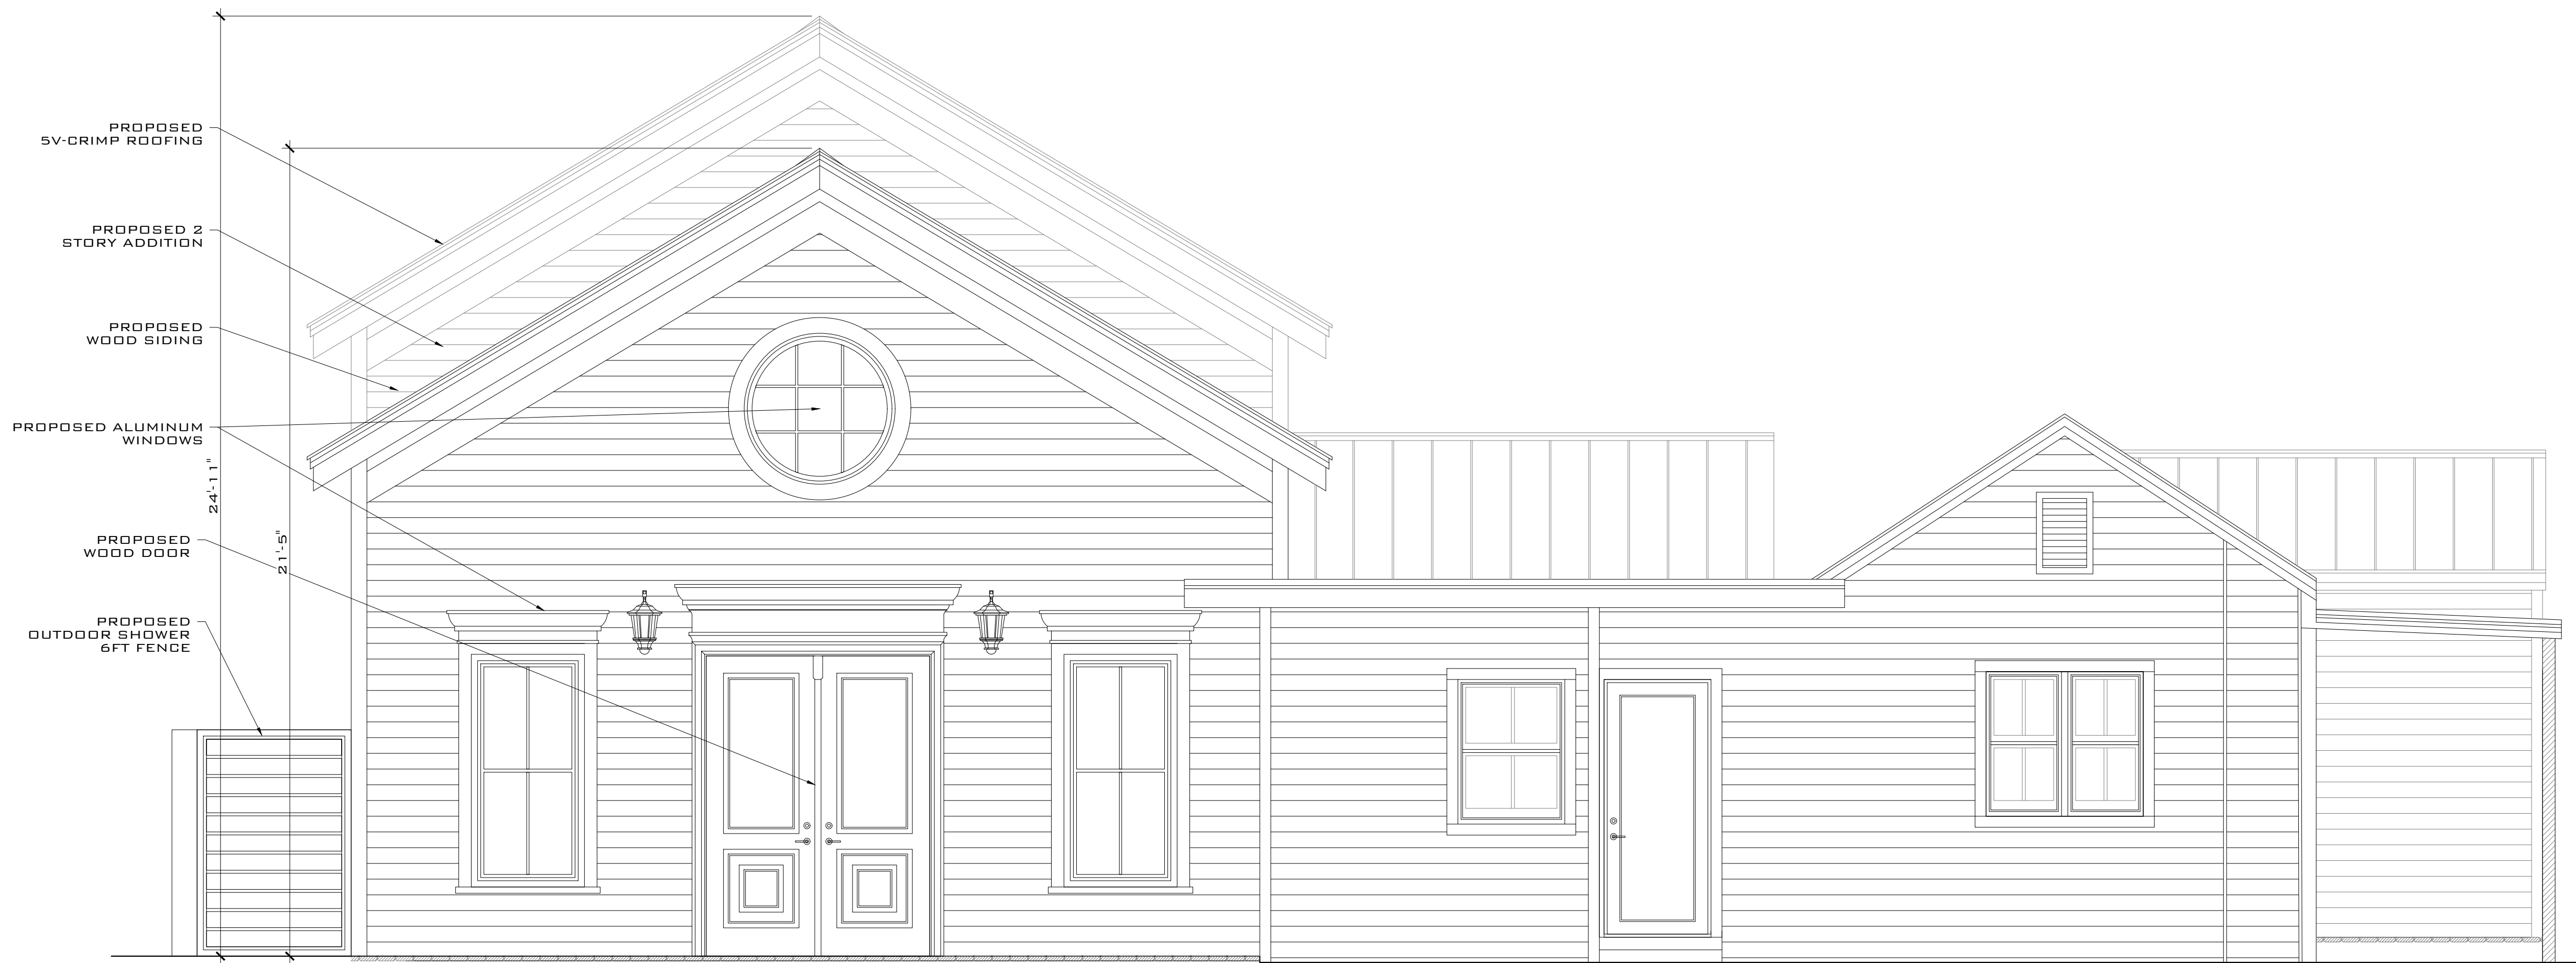 PROPOSED
5V-CRIMP ROOFING
PROPOSED 2
STORY ADDITION
PROPOSED
WOOD SIDING
PROPOSED ALUMINUM
WINDOWS
24'-11"
21'-5"
PROPOSED
WOOD DOOR
PROPOSED
OUTDOOR SHOWER
6FT FENCE